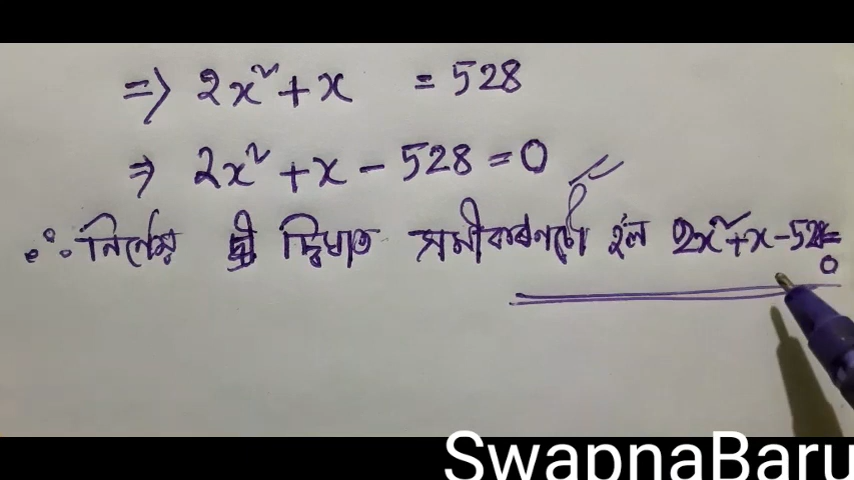 => 2x² + x = 528
=> 2x² + x - 528 = 0
∴ নিৰ্ণেয় দ্বিঘাত সমীকৰণটো হ'ল 2x²+x-528=
0
SwapnaBaru